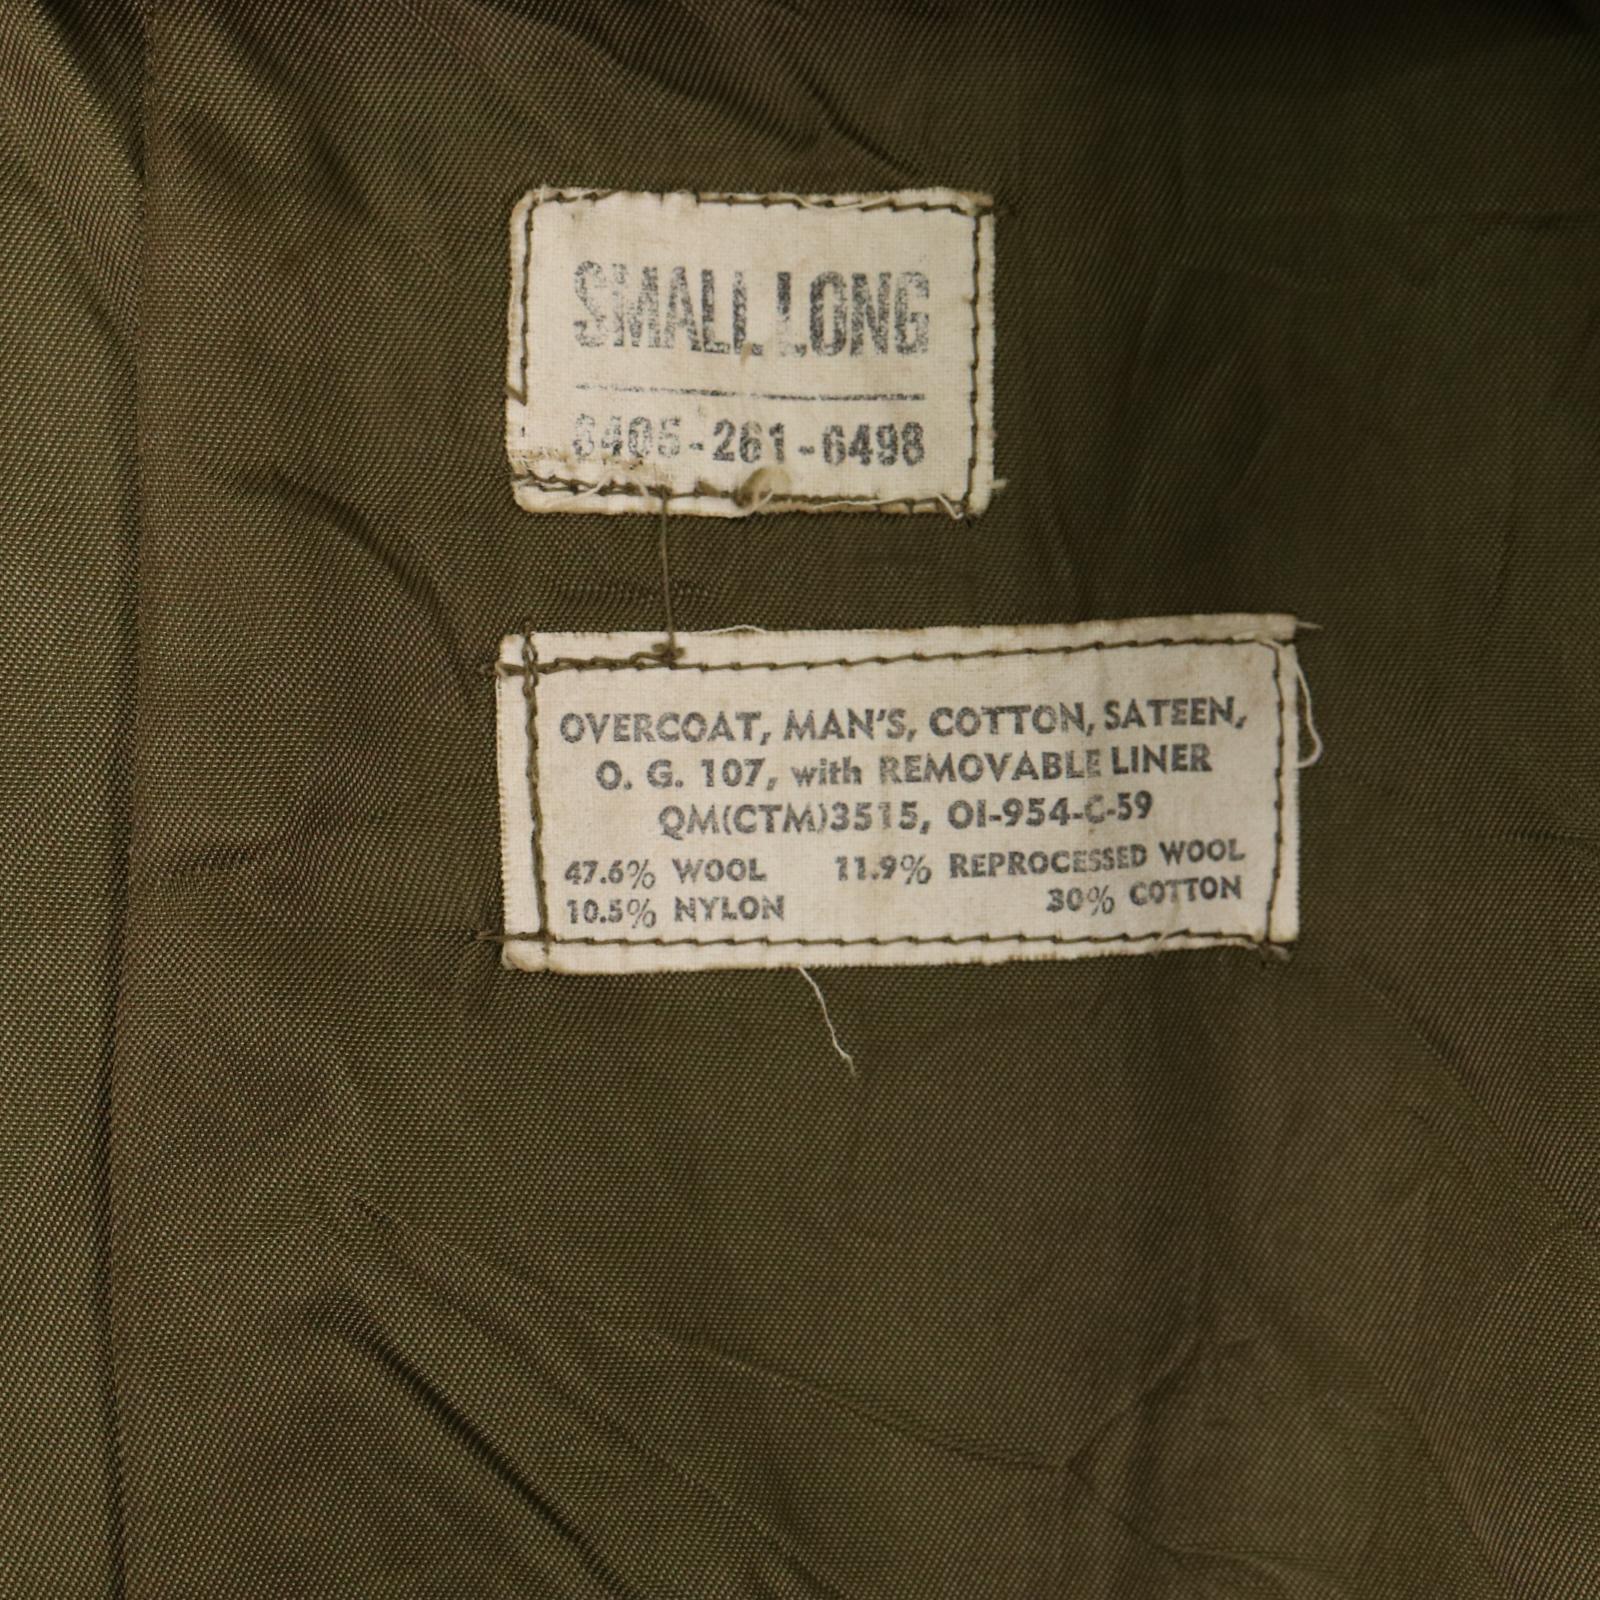 SMALL LONG
8405-261-6498
OVERCOAT, MAN'S, COTTON, SATEEN,
O. G. 107, with REMOVABLE LINER
QM(CTM)3515, OI-954-C-59
47.6% WOOL 11.9% REPROCESSED WOOL
10.5% NYLON 30% COTTON